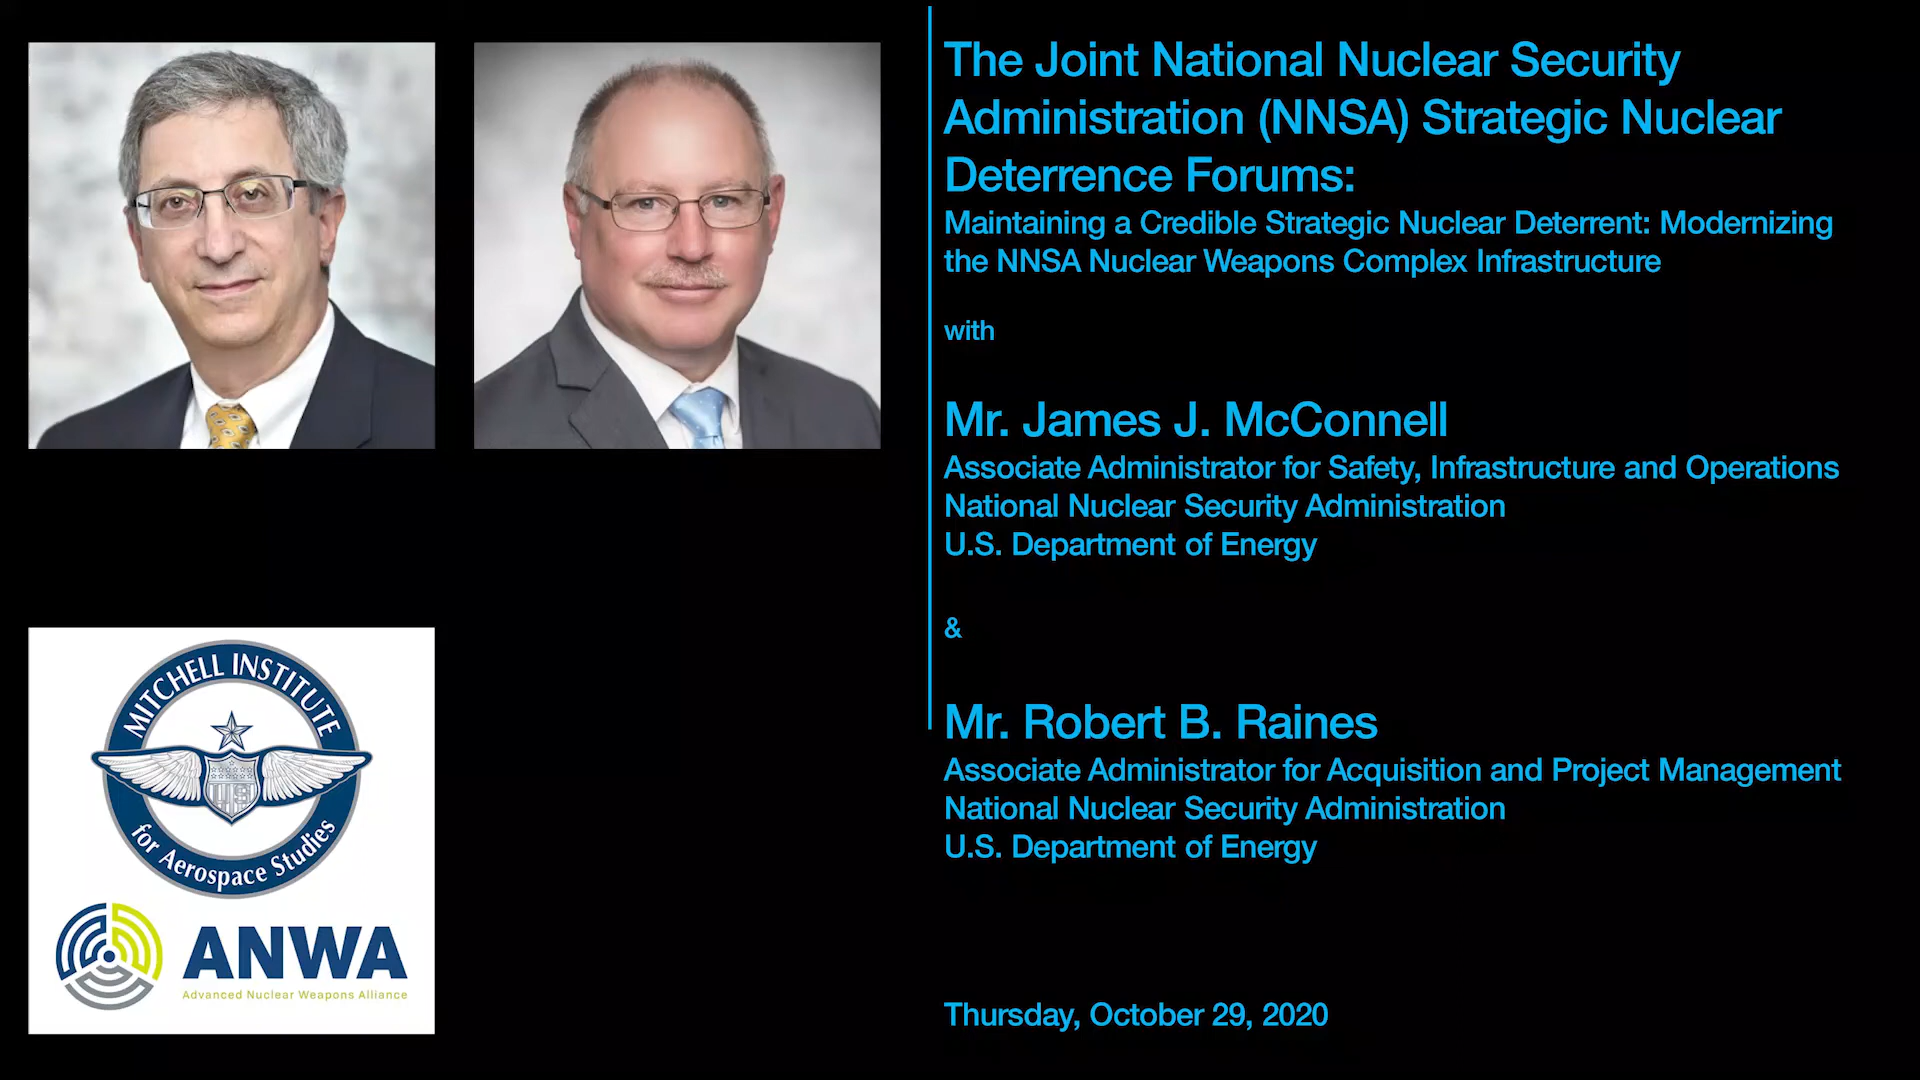 The Joint National Nuclear Security
Administration (NNSA) Strategic Nuclear
Deterrence Forums:
Maintaining a Credible Strategic Nuclear Deterrent: Modernizing
the NNSA Nuclear Weapons Complex Infrastructure
with
Mr. James J. McConnell
Associate Administrator for Safety, Infrastructure and Operations
National Nuclear Security Administration
U.S. Department of Energy
&
Mr. Robert B. Raines
Associate Administrator for Acquisition and Project Management
National Nuclear Security Administration
U.S. Department of Energy
Thursday, October 29, 2020
MITCHELL INSTITUTE
US
for Aerospace Studies
ANWA
Advanced Nuclear Weapons Alliance